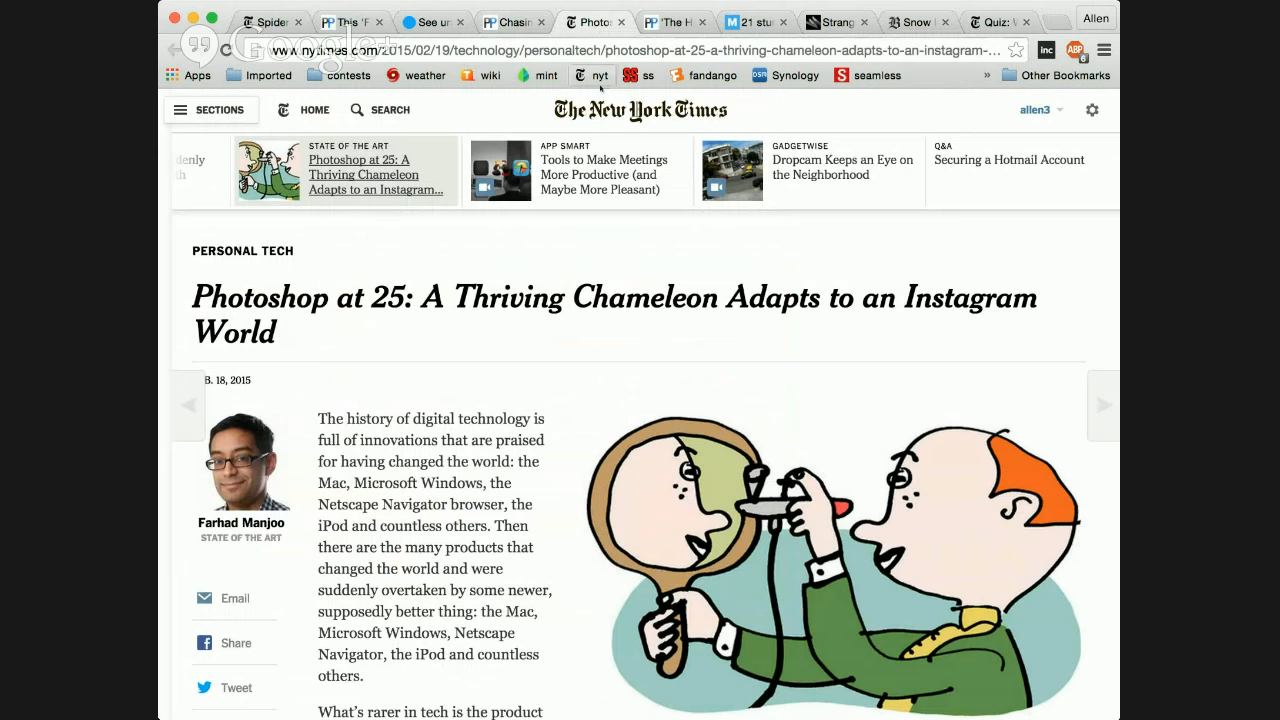 Spider
This 'F
See u
Chasin
Photo
'The H
21 stu
Strang
Snow
Quiz:
Allen
Google+
www.nytimes.com/2015/02/19/technology/personaltech/photoshop-at-25-a-thriving-chameleon-adapts-to-an-instagram-...
inc
ABP
6
Apps
Imported
contests
weather
wiki
mint
nyt
ss
fandango
DSR
Synology
S
seamless
»
Other Bookmarks
SECTIONS
HOME
SEARCH
The New York Times
allen3
denly
th
STATE OF THE ART
Photoshop at 25: A
Thriving Chameleon
Adapts to an Instagram...
APP SMART
Tools to Make Meetings
More Productive (and
Maybe More Pleasant)
GADGETWISE
Dropcam Keeps an Eye on
the Neighborhood
Q&A
Securing a Hotmail Account
PERSONAL TECH
Photoshop at 25: A Thriving Chameleon Adapts to an Instagram
World
B. 18, 2015
Farhad Manjoo
STATE OF THE ART
Email
Share
Tweet
The history of digital technology is
full of innovations that are praised
for having changed the world: the
Mac, Microsoft Windows, the
Netscape Navigator browser, the
iPod and countless others. Then
there are the many products that
changed the world and were
suddenly overtaken by some newer,
supposedly better thing: the Mac,
Microsoft Windows, Netscape
Navigator, the iPod and countless
others.
What's rarer in tech is the product